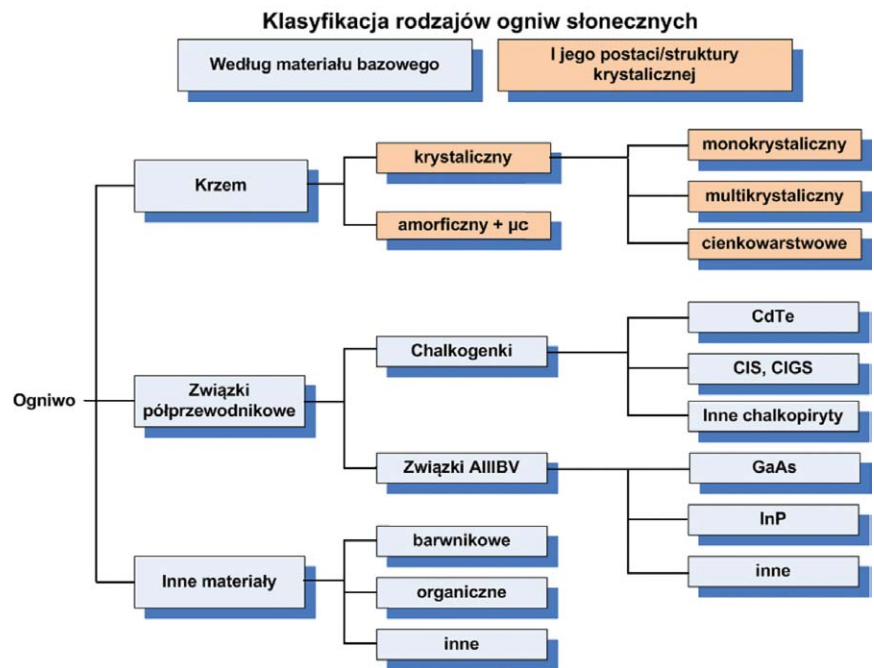 Klasyfikacja rodzajów ogniw słonecznych
Według materiału bazowego
I jego postaci/struktury
krystalicznej
Ogniwo
Krzem
krystaliczny
monokrystaliczny
multikrystaliczny
cienkowarstwowe
amorficzny + µc
Związki
półprzewodnikowe
Chalkogenki
CdTe
CIS, CIGS
Inne chalkopiryty
Związki AIIIBV
GaAs
InP
inne
Inne materiały
barwnikowe
organiczne
inne